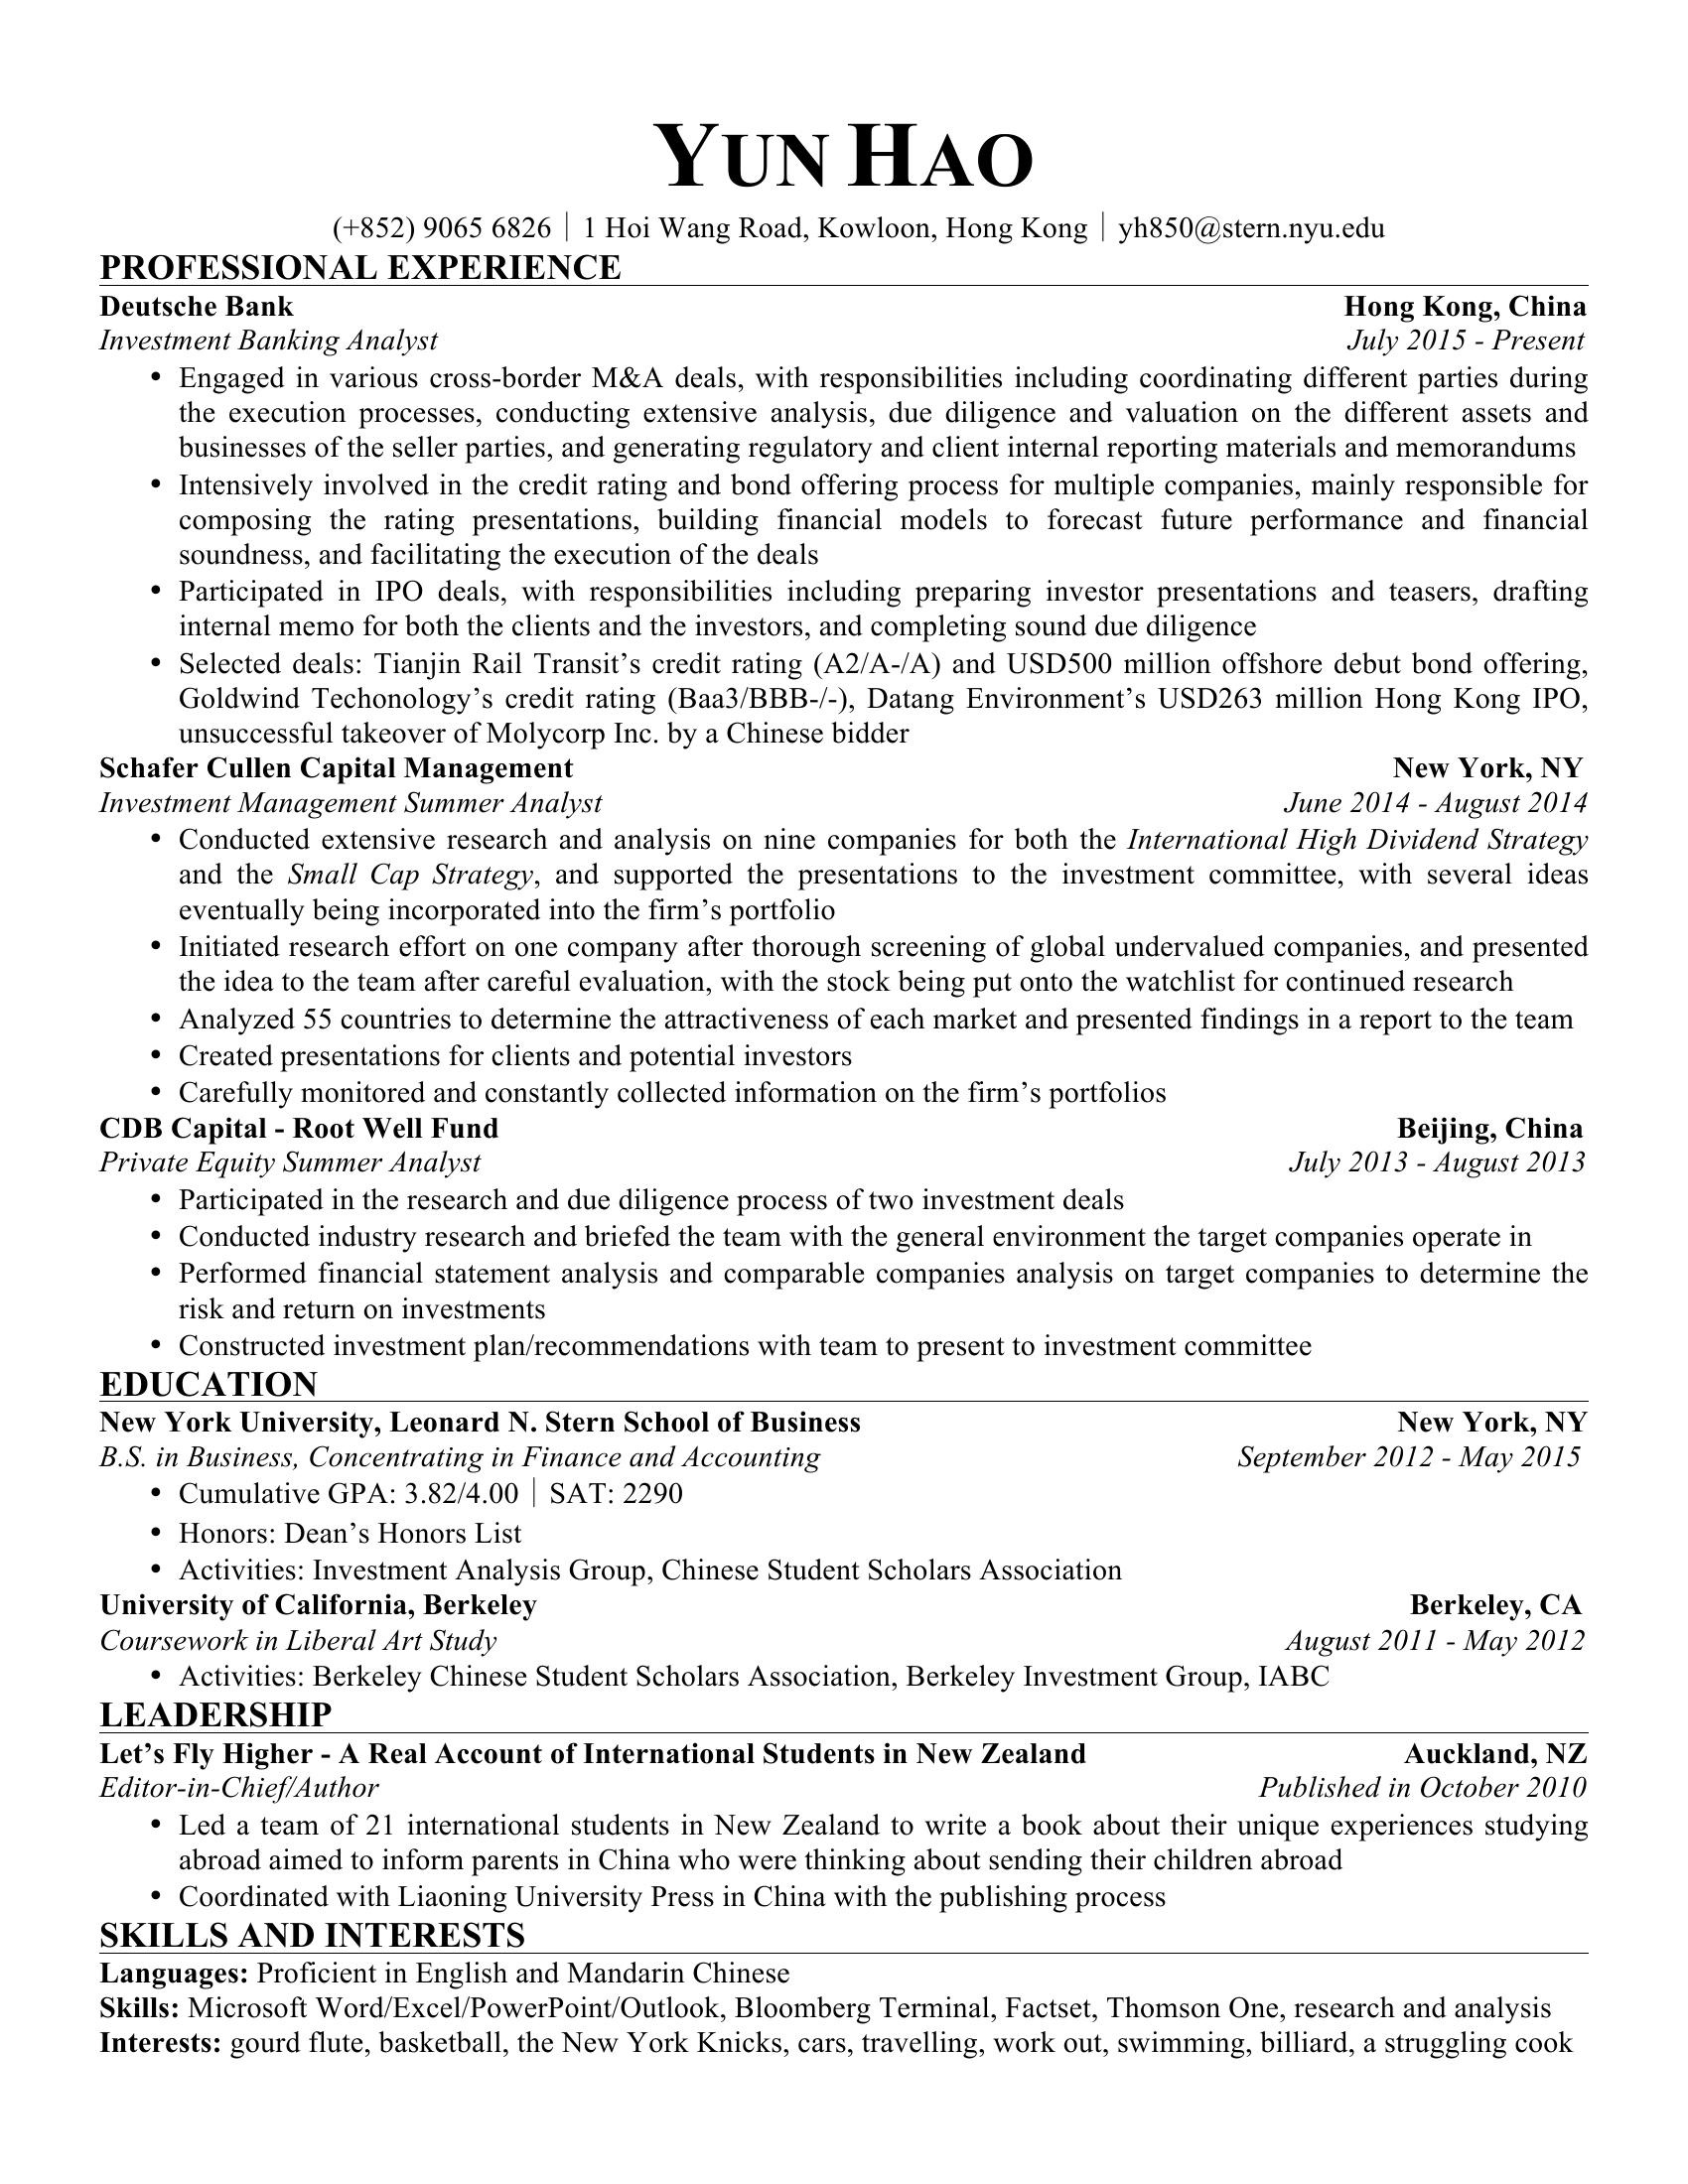 YUN HAO
(+852) 9065 6826 | 1 Hoi Wang Road, Kowloon, Hong Kong | yh850@stern.nyu.edu
PROFESSIONAL EXPERIENCE
Deutsche Bank Hong Kong, China
Investment Banking Analyst July 2015 - Present
• Engaged in various cross-border M&A deals, with responsibilities including coordinating different parties during
the execution processes, conducting extensive analysis, due diligence and valuation on the different assets and
businesses of the seller parties, and generating regulatory and client internal reporting materials and memorandums
• Intensively involved in the credit rating and bond offering process for multiple companies, mainly responsible for
composing the rating presentations, building financial models to forecast future performance and financial
soundness, and facilitating the execution of the deals
• Participated in IPO deals, with responsibilities including preparing investor presentations and teasers, drafting
internal memo for both the clients and the investors, and completing sound due diligence
• Selected deals: Tianjin Rail Transit’s credit rating (A2/A-/A) and USD500 million offshore debut bond offering,
Goldwind Techonology’s credit rating (Baa3/BBB-/-), Datang Environment’s USD263 million Hong Kong IPO,
unsuccessful takeover of Molycorp Inc. by a Chinese bidder
Schafer Cullen Capital Management New York, NY
Investment Management Summer Analyst June 2014 - August 2014
• Conducted extensive research and analysis on nine companies for both the International High Dividend Strategy
and the Small Cap Strategy, and supported the presentations to the investment committee, with several ideas
eventually being incorporated into the firm’s portfolio
• Initiated research effort on one company after thorough screening of global undervalued companies, and presented
the idea to the team after careful evaluation, with the stock being put onto the watchlist for continued research
• Analyzed 55 countries to determine the attractiveness of each market and presented findings in a report to the team
• Created presentations for clients and potential investors
• Carefully monitored and constantly collected information on the firm’s portfolios
CDB Capital - Root Well Fund Beijing, China
Private Equity Summer Analyst July 2013 - August 2013
• Participated in the research and due diligence process of two investment deals
• Conducted industry research and briefed the team with the general environment the target companies operate in
• Performed financial statement analysis and comparable companies analysis on target companies to determine the
risk and return on investments
• Constructed investment plan/recommendations with team to present to investment committee
EDUCATION
New York University, Leonard N. Stern School of Business New York, NY
B.S. in Business, Concentrating in Finance and Accounting September 2012 - May 2015
• Cumulative GPA: 3.82/4.00 | SAT: 2290
• Honors: Dean’s Honors List
• Activities: Investment Analysis Group, Chinese Student Scholars Association
University of California, Berkeley Berkeley, CA
Coursework in Liberal Art Study August 2011 - May 2012
• Activities: Berkeley Chinese Student Scholars Association, Berkeley Investment Group, IABC
LEADERSHIP
Let’s Fly Higher - A Real Account of International Students in New Zealand Auckland, NZ
Editor-in-Chief/Author Published in October 2010
• Led a team of 21 international students in New Zealand to write a book about their unique experiences studying
abroad aimed to inform parents in China who were thinking about sending their children abroad
• Coordinated with Liaoning University Press in China with the publishing process
SKILLS AND INTERESTS
Languages: Proficient in English and Mandarin Chinese
Skills: Microsoft Word/Excel/PowerPoint/Outlook, Bloomberg Terminal, Factset, Thomson One, research and analysis
Interests: gourd flute, basketball, the New York Knicks, cars, travelling, work out, swimming, billiard, a struggling cook